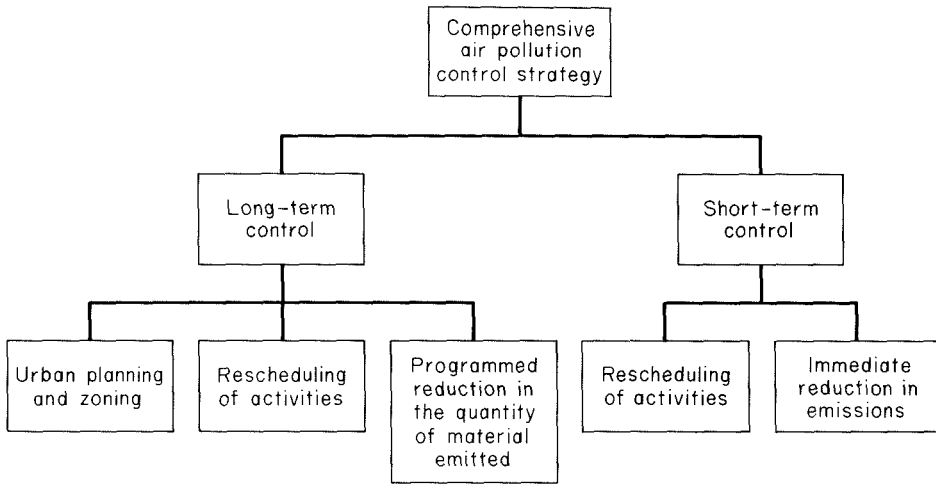 Comprehensive
air pollution
control strategy
Long-term
control
Short-term
control
Urban planning
and zoning
Rescheduling
of activities
Programmed
reduction in
the quantity
of material
emitted
Rescheduling
of activities
Immediate
reduction in
emissions